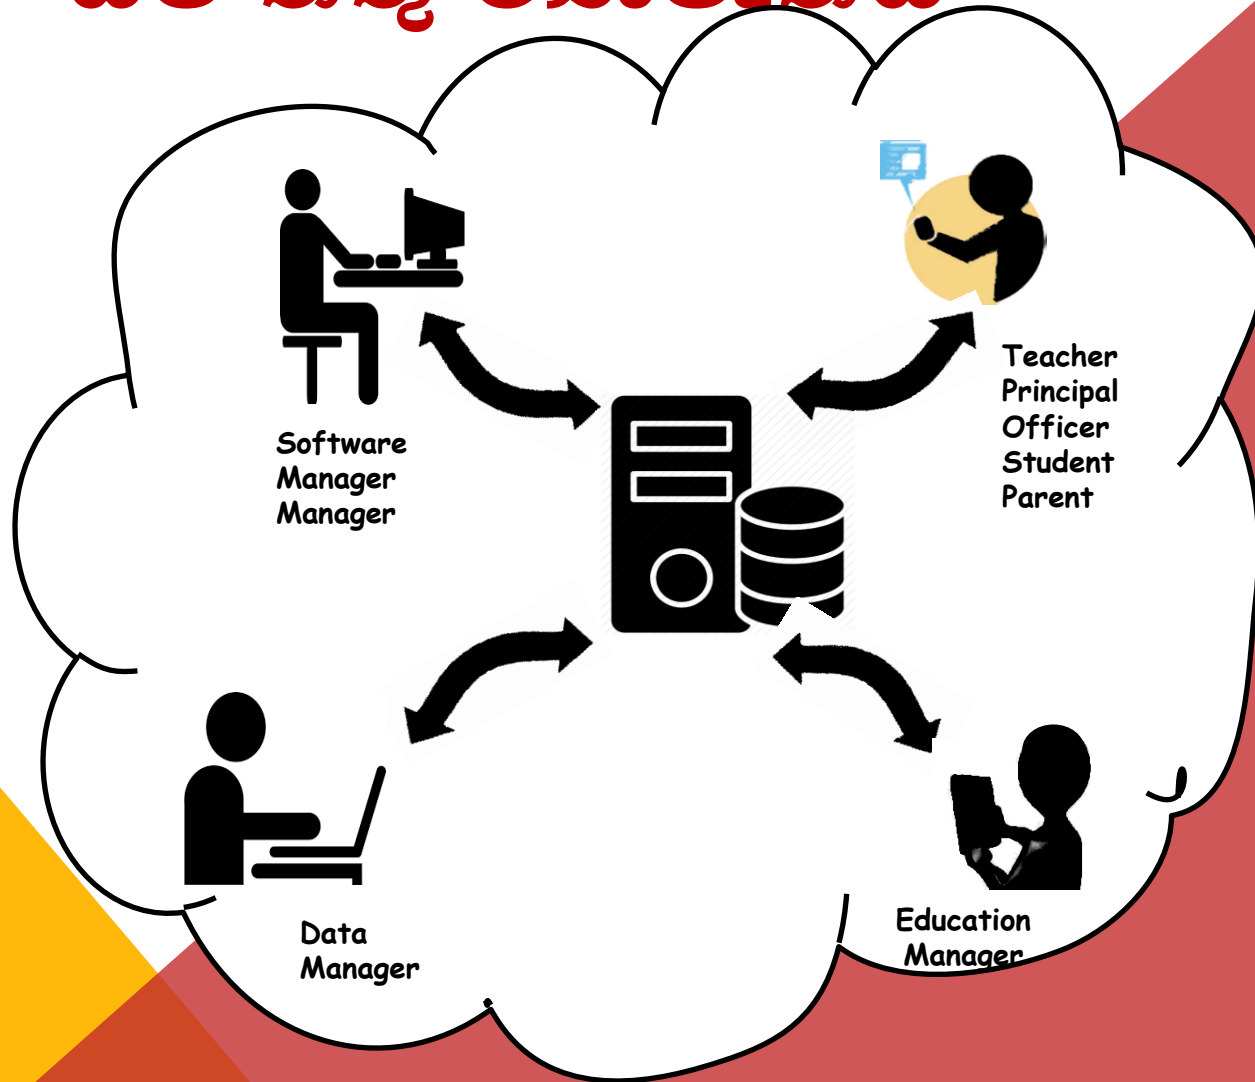 Software
Manager
Manager
Teacher
Principal
Officer
Student
Parent
Data
Manager
Education
Manager